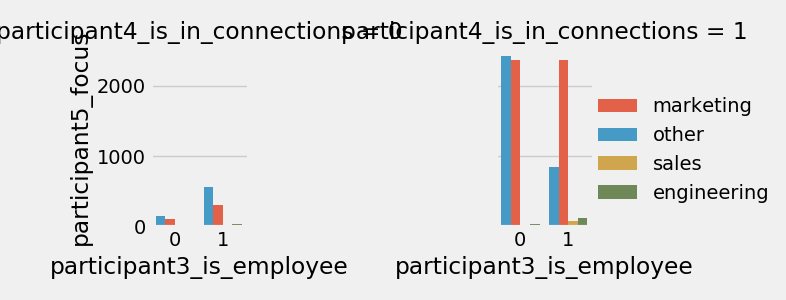 participant4_is_in_connections = 0
participant4_is_in_connections = 1
participant5_focus
2000
1000
0
0 1
0 1
participant3_is_employee
participant3_is_employee
marketing
other
sales
engineering